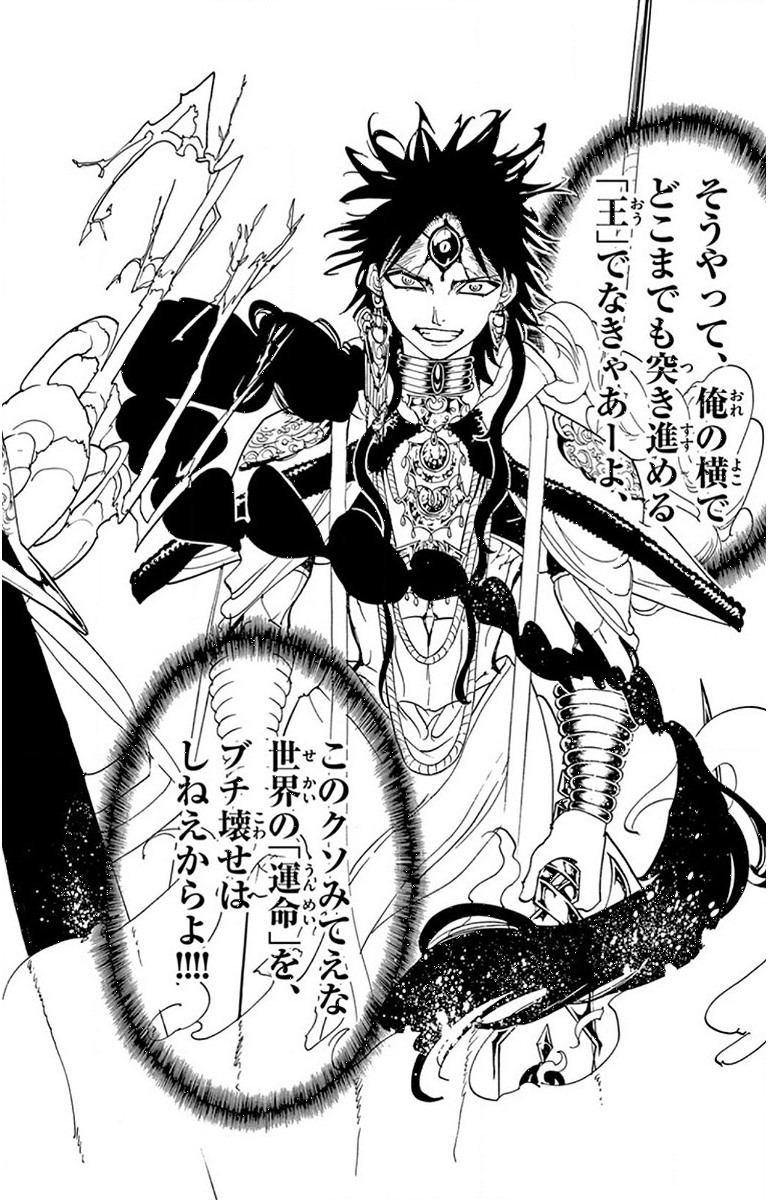 そうやって、俺の横で
どこまでも突き進める
「王」でなきゃあーよ、
このクソみてえな
世界の「運命」を、
ブチ壊せは
しねえからよ!!!!